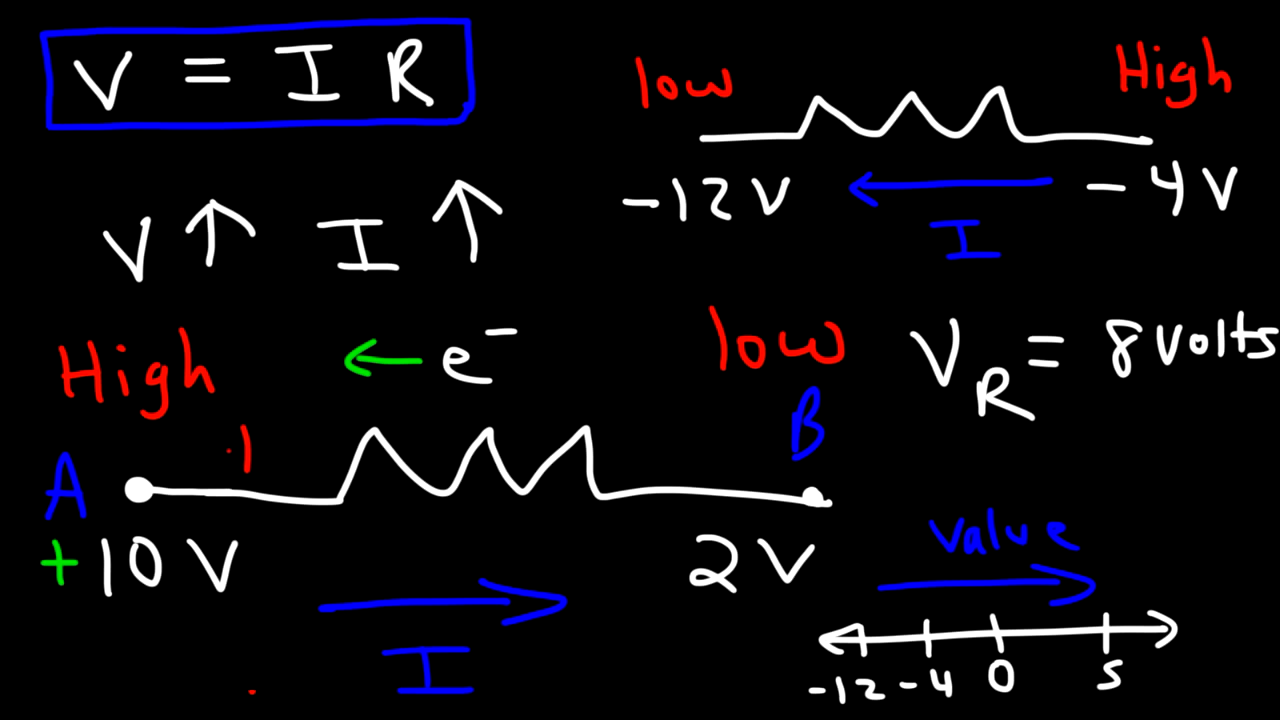 V = I R
low High
-12V - 4V
I
V ↑ I ↑
High ← e⁻ low
V_R = 8 volts
A B
+10V 2V
I
value
-12 -4 0 5